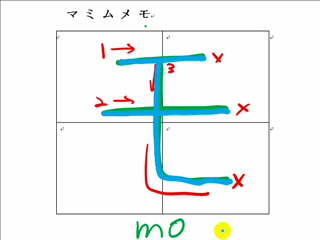 マミムメモ
1 → x
3
2 → x
モ x
mo